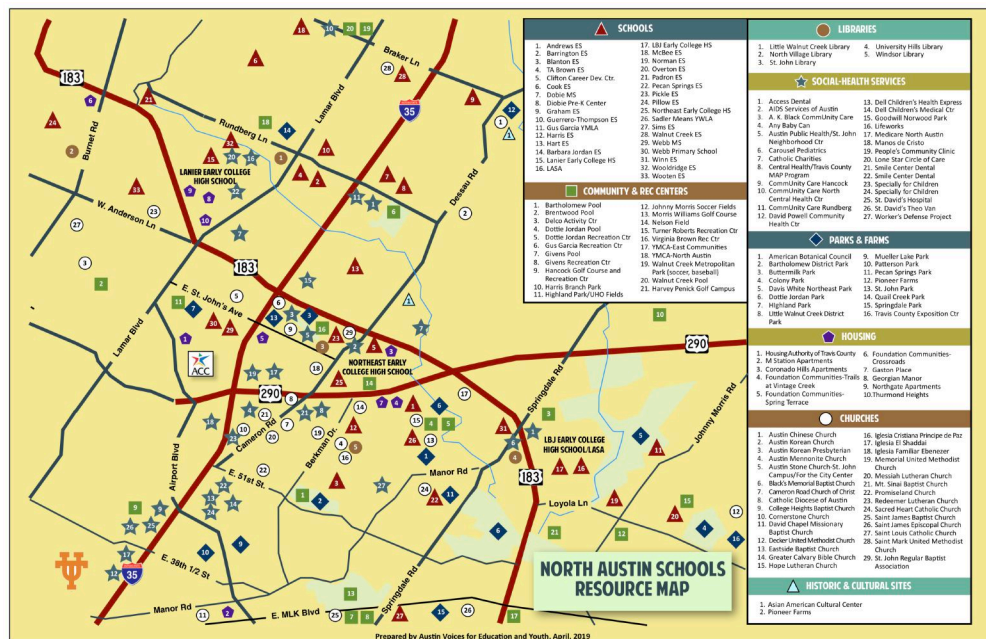 SCHOOLS
1. Andrews ES
2. Barrington ES
3. Blanton ES
4. TA Brown ES
5. Clifton Career Dev. Ctr.
6. Cook ES
7. Dobie MS
8. Diobie Pre-K Center
9. Graham ES
10. Guerrero-Thompson ES
11. Gus Garcia YMLA
12. Harris ES
13. Hart ES
14. Barbara Jordan ES
15. Lanier Early College HS
16. LASA
17. LBJ Early College HS
18. McBee ES
19. Norman ES
20. Overton ES
21. Padron ES
22. Pecan Springs ES
23. Pickle ES
24. Pillow ES
25. Northeast Early College HS
26. Sadler Means YWLA
27. Sims ES
28. Walnut Creek ES
29. Webb MS
30. Webb Primary School
31. Winn ES
32. Wooldridge ES
33. Wooten ES
COMMUNITY & REC CENTERS
1. Bartholomew Pool
2. Brentwood Pool
3. Delco Activity Ctr
4. Dottie Jordan Pool
5. Dottie Jordan Recreation Ctr
6. Gus Garcia Recreation Ctr
7. Givens Pool
8. Givens Recreation Ctr
9. Hancock Golf Course and
Recreation Ctr
10. Harris Branch Park
11. Highland Park/UHO Fields
12. Johnny Morris Soccer Fields
13. Morris Williams Golf Course
14. Nelson Field
15. Turner Roberts Recreation Ctr
16. Virginia Brown Rec Ctr
17. YMCA-East Communities
18. YMCA-North Austin
19. Walnut Creek Metropolitan
Park (soccer, baseball)
20. Walnut Creek Pool
21. Harvey Penick Golf Campus
LIBRARIES
1. Little Walnut Creek Library
2. North Village Library
3. St. John Library
4. University Hills Library
5. Windsor Library
SOCIAL-HEALTH SERVICES
1. Access Dental
2. AIDS Services of Austin
3. A. K. Black CommunityCare
4. Any Baby Can
5. Austin Public Health/St. John
Neighborhood Ctr
6. Carousel Pediatrics
7. Catholic Charities
8. Central Health/Travis County
MAP Program
9. CommUnity Care Hancock
10. CommUnity Care North
Central Health Ctr
11. CommUnity Care Rundberg
12. David Powell Community
Health Ctr
13. Dell Children's Health Express
14. Dell Children's Medical Ctr
15. Goodwill Norwood Park
16. Lifeworks
17. Medicare North Austin
18. Manos de Cristo
19. People's Community Clinic
20. Lone Star Circle of Care
21. Smile Center Dental
22. Smile Center Dental
23. Specially for Children
24. Specially for Children
25. St. David's Hospital
26. St. David's Theo Van
27. Worker's Defense Project
PARKS & FARMS
1. American Botanical Council
2. Bartholomew District Park
3. Buttermilk Park
4. Colony Park
5. Davis White Northeast Park
6. Dottie Jordan Park
7. Highland Park
8. Little Walnut Creek District
Park
9. Mueller Lake Park
10. Patterson Park
11. Pecan Springs Park
12. Pioneer Farms
13. St. John Park
14. Quail Creek Park
15. Springdale Park
16. Travis County Exposition Ctr
HOUSING
1. Housing Authority of Travis County
2. M Station Apartments
3. Coronado Hills Apartments
4. Foundation Communities-Trails
at Vintage Creek
5. Foundation Communities-
Spring Terrace
6. Foundation Communities-
Crossroads
7. Gaston Place
8. Georgian Manor
9. Northgate Apartments
10. Thurmond Heights
CHURCHES
1. Austin Chinese Church
2. Austin Korean Church
3. Austin Korean Presbyterian
4. Austin Mennonite Church
5. Austin Stone Church-St. John
Campus/For the City Center
6. Black's Memorial Baptist Church
7. Cameron Road Church of Christ
8. Catholic Diocese of Austin
9. College Heights Baptist Church
10. Cornerstone Church
11. David Chapel Missionary
Baptist Church
12. Decker United Methodist Church
13. Eastside Baptist Church
14. Greater Calvary Bible Church
15. Hope Lutheran Church
16. Iglesia Cristiana Principe de Paz
17. Iglesia El Shaddai
18. Iglesia Familiar Ebenezer
19. Memorial United Methodist
Church
20. Messiah Lutheran Church
21. Mt. Sinai Baptist Church
22. Promiseland Church
23. Redeemer Lutheran Church
24. Sacred Heart Catholic Church
25. Saint James Baptist Church
26. Saint James Episcopal Church
27. Saint Louis Catholic Church
28. Saint Mark United Methodist
Church
29. St. John Regular Baptist
Association
HISTORIC & CULTURAL SITES
1. Asian American Cultural Center
2. Pioneer Farms
Braker Ln
183
Lamar Blvd
35
Burnet Rd
Rundberg Ln
LANIER EARLY COLLEGE
HIGH SCHOOL
Dessau Rd
W. Anderson Ln
183
E. St. John's Ave
Lamar Blvd
ACC
NORTHEAST EARLY
COLLEGE HIGH SCHOOL
290
290
Springdale Rd
Johnny Morris Rd
Cameron Rd
Berkman Dr.
LBJ EARLY COLLEGE
HIGH SCHOOL/LASA
Airport Blvd
E. 51st St.
Manor Rd
183
Loyola Ln
E. 38th 1/2 St
35
Manor Rd
E. MLK Blvd
Springdale Rd
NORTH AUSTIN SCHOOLS
RESOURCE MAP
Prepared by Austin Voices for Education and Youth, April, 2019